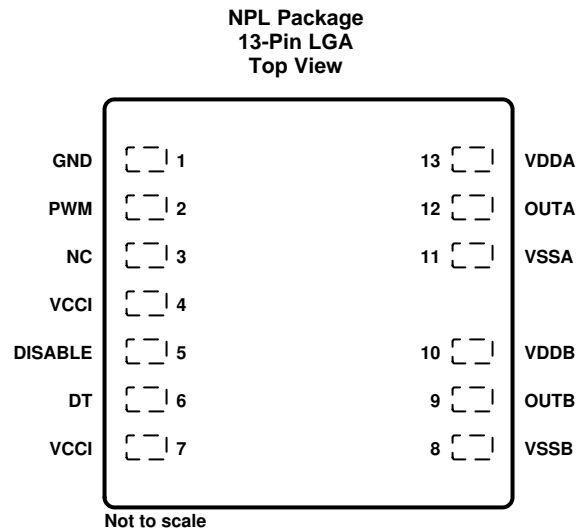 NPL Package
13-Pin LGA
Top View
GND 1 13 VDDA
PWM 2 12 OUTA
NC 3 11 VSSA
VCCI 4
DISABLE 5 10 VDDB
DT 6 9 OUTB
VCCI 7 8 VSSB
Not to scale